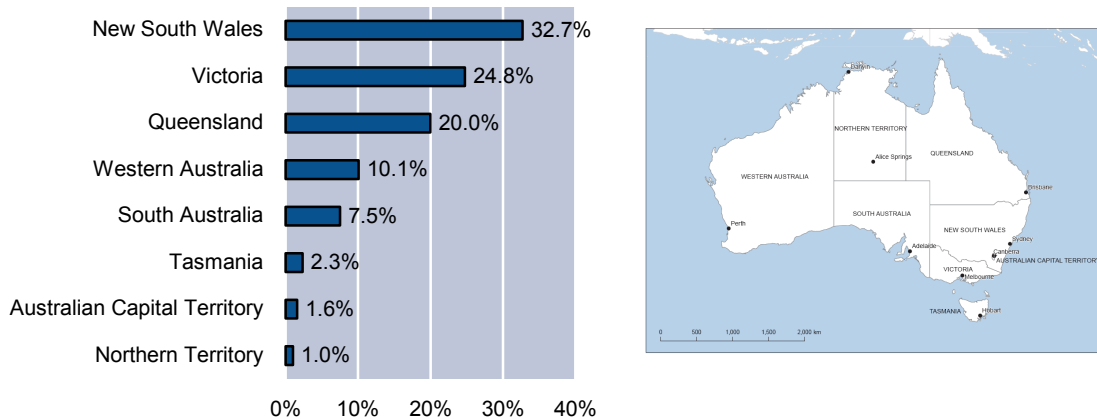 New South Wales 32.7%
Victoria 24.8%
Queensland 20.0%
Western Australia 10.1%
South Australia 7.5%
Tasmania 2.3%
Australian Capital Territory 1.6%
Northern Territory 1.0%
0% 10% 20% 30% 40%
Darwin
NORTHERN TERRITORY
Alice Springs
QUEENSLAND
WESTERN AUSTRALIA
Brisbane
SOUTH AUSTRALIA
Perth
NEW SOUTH WALES
Sydney
Adelaide
Canberra
AUSTRALIAN CAPITAL TERRITORY
VICTORIA
Melbourne
TASMANIA
Hobart
0 500 1,000 1,500 2,000 km